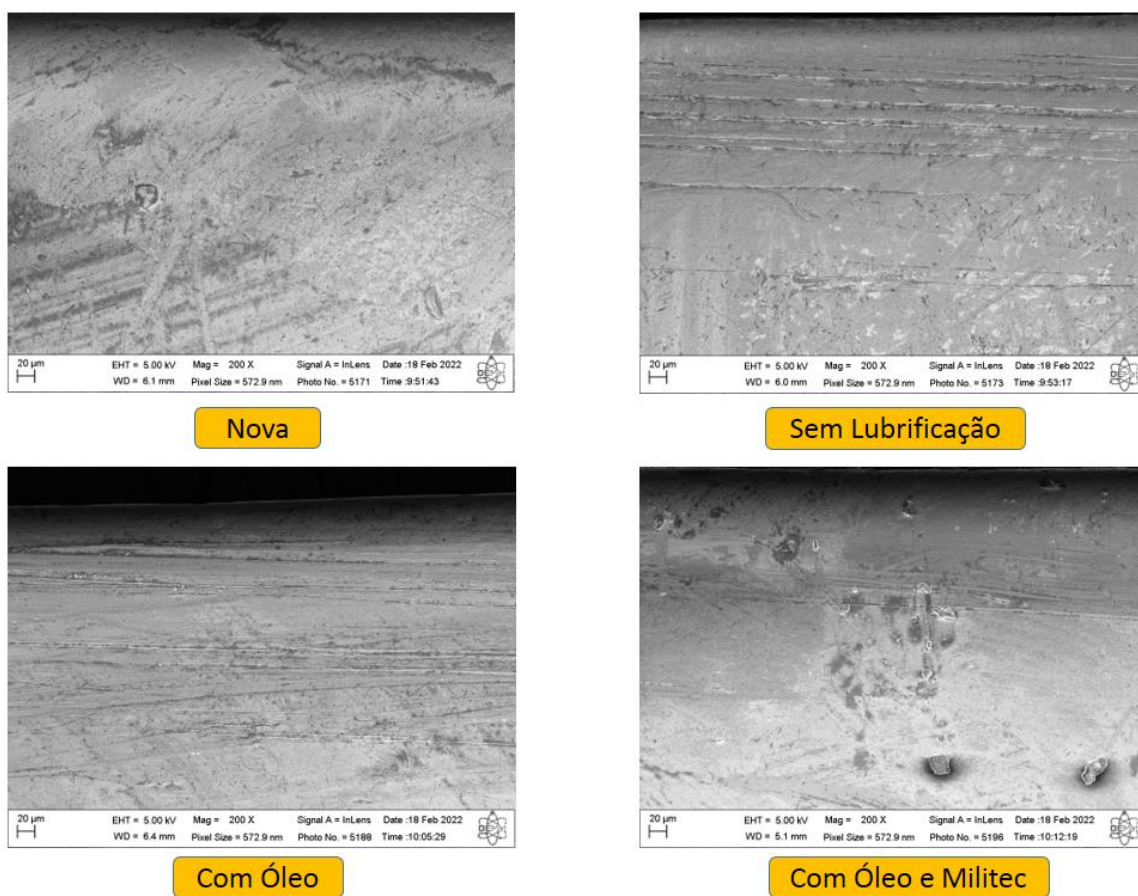 20 µm
EHT = 5.00 kV Mag = 200 X Signal A = InLens Date :18 Feb 2022
WD = 6.1 mm Pixel Size = 572.9 nm Photo No. = 5171 Time :9:51:43
Nova
20 µm
EHT = 5.00 kV Mag = 200 X Signal A = InLens Date :18 Feb 2022
WD = 6.0 mm Pixel Size = 572.9 nm Photo No. = 5173 Time :9:53:17
Sem Lubrificação
20 µm
EHT = 5.00 kV Mag = 200 X Signal A = InLens Date :18 Feb 2022
WD = 6.4 mm Pixel Size = 572.9 nm Photo No. = 5188 Time :10:05:29
Com Óleo
20 µm
EHT = 5.00 kV Mag = 200 X Signal A = InLens Date :18 Feb 2022
WD = 5.1 mm Pixel Size = 572.9 nm Photo No. = 5196 Time :10:12:19
Com Óleo e Militec